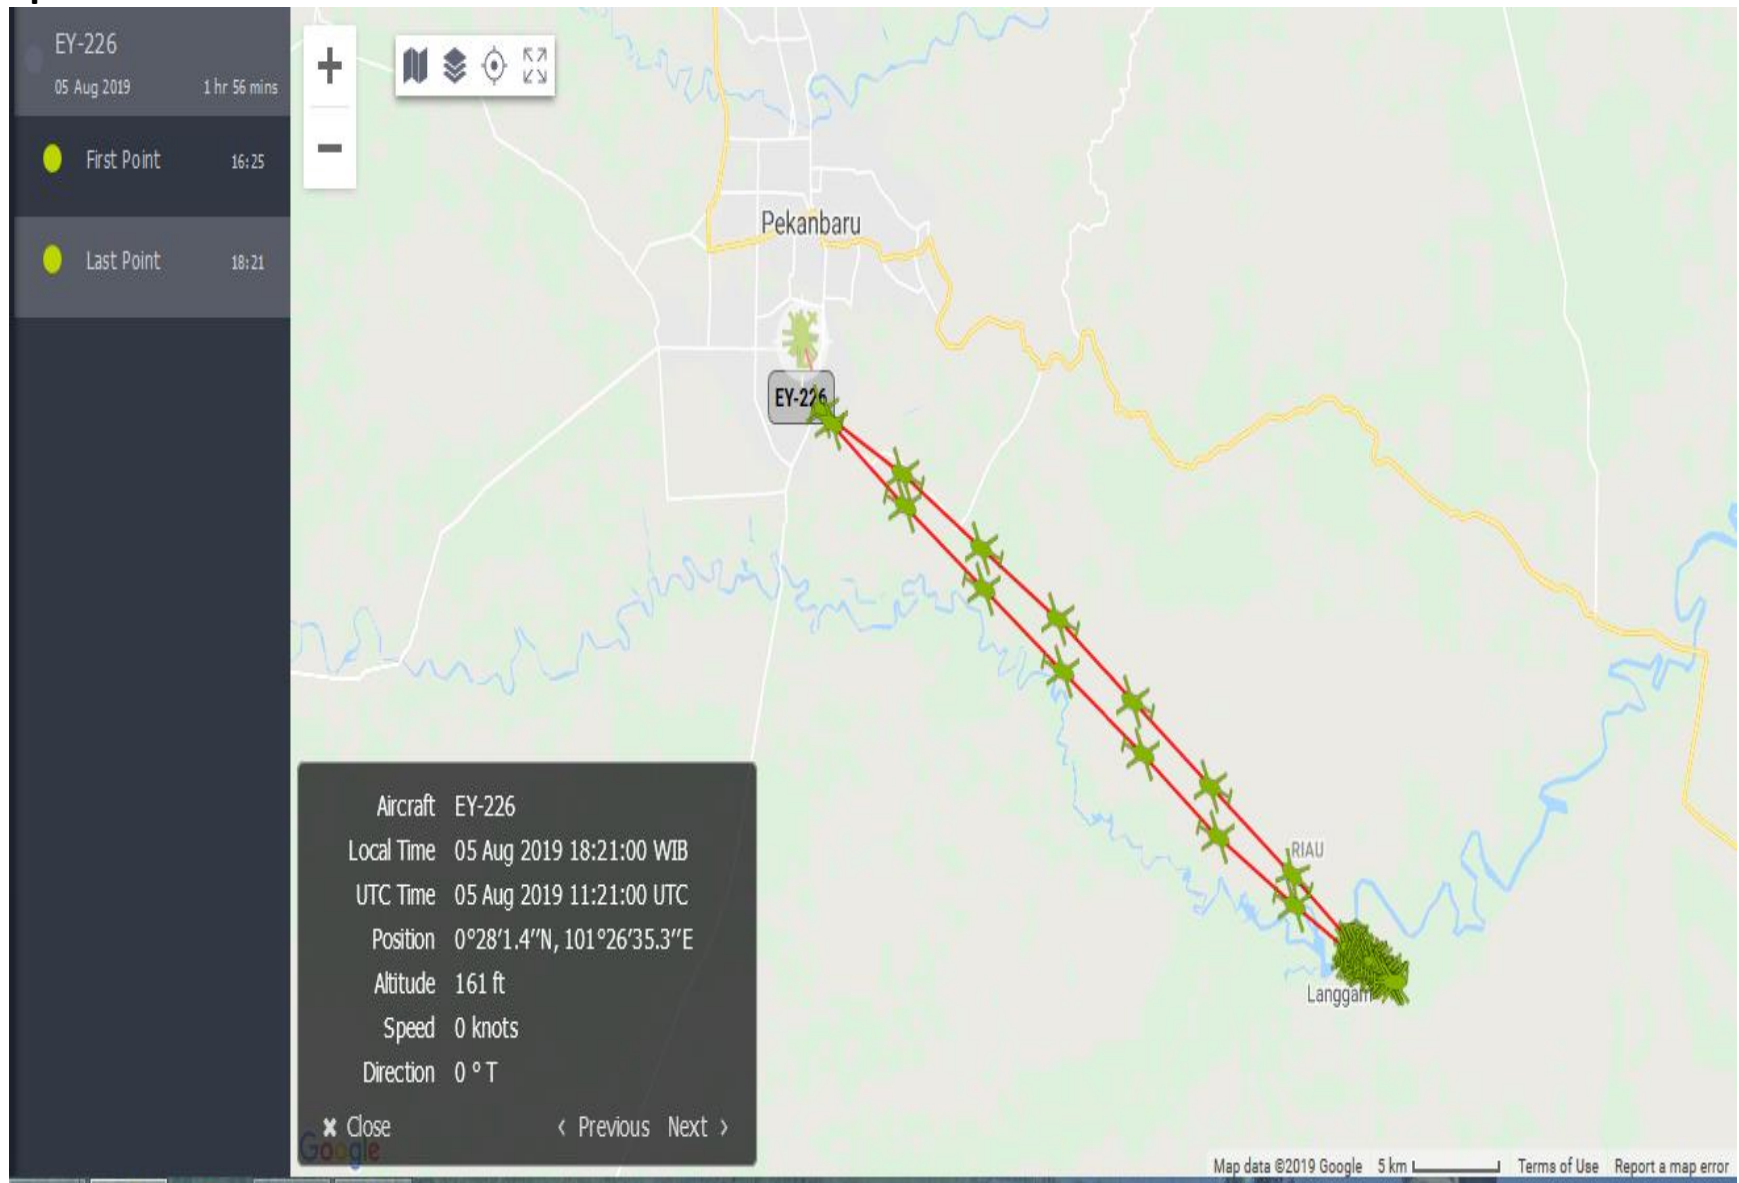 EY-226
05 Aug 2019 1 hr 56 mins
First Point 16:25
Last Point 18:21
Pekanbaru
EY-226
RIAU
Langgam
Aircraft EY-226
Local Time 05 Aug 2019 18:21:00 WIB
UTC Time 05 Aug 2019 11:21:00 UTC
Position 0°28'1.4''N, 101°26'35.3''E
Altitude 161 ft
Speed 0 knots
Direction 0 ° T
✖ Close ‹ Previous Next ›
Google
Map data ©2019 Google 5 km Terms of Use Report a map error